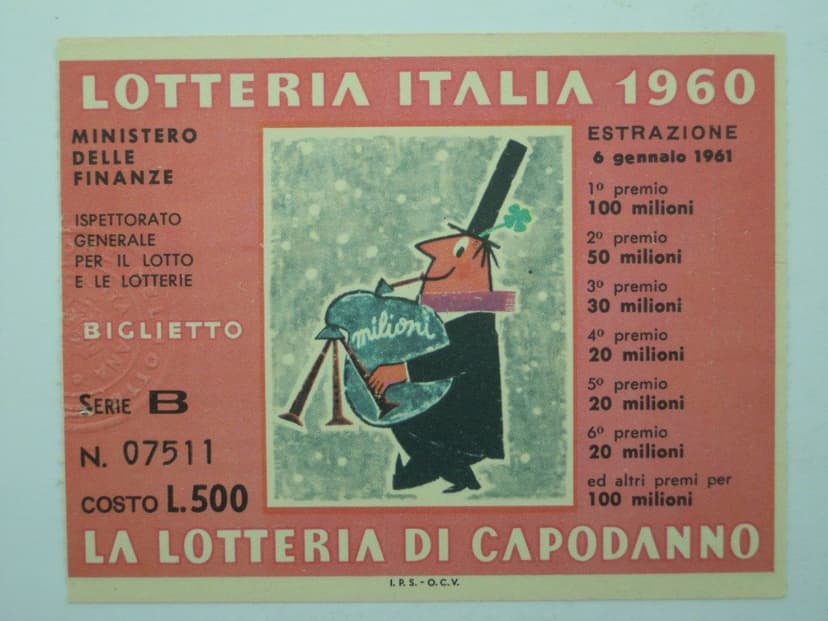 LOTTERIA ITALIA 1960
MINISTERO
DELLE
FINANZE
ISPETTORATO
GENERALE
PER IL LOTTO
E LE LOTTERIE
BIGLIETTO
SERIE B
N. 07511
COSTO L.500
milioni
ESTRAZIONE
6 gennaio 1961
1º premio
100 milioni
2º premio
50 milioni
3º premio
30 milioni
4º premio
20 milioni
5º premio
20 milioni
6º premio
20 milioni
ed altri premi per
100 milioni
LA LOTTERIA DI CAPODANNO
I. P. S. - O. C. V.